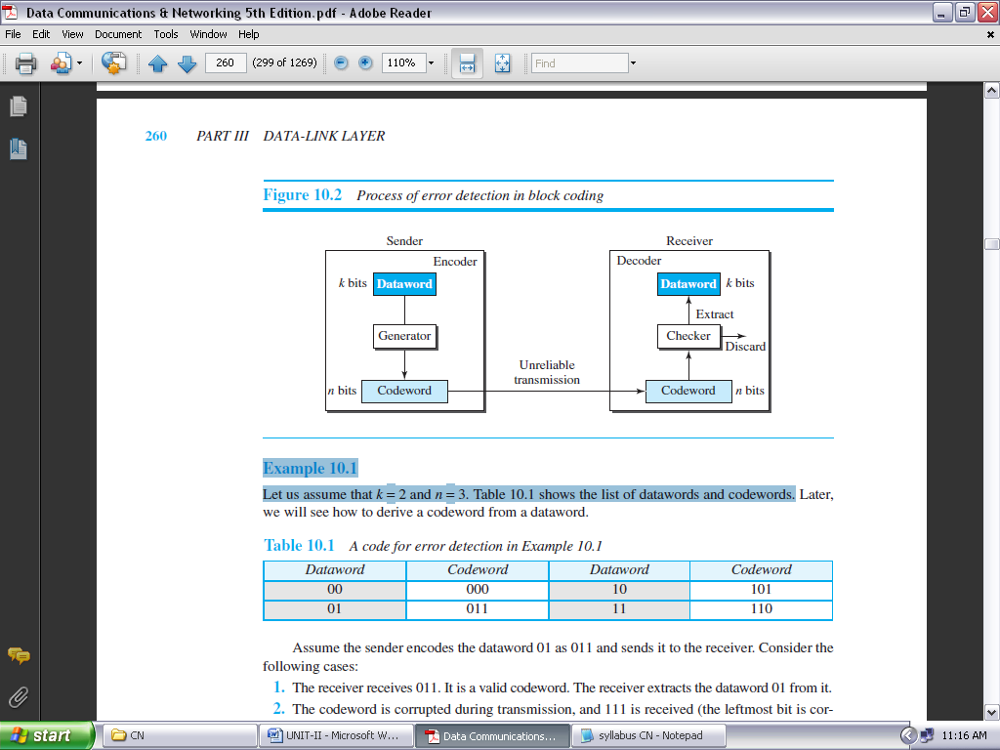 Data Communications & Networking 5th Edition.pdf - Adobe Reader
File Edit View Document Tools Window Help
260 (299 of 1269) 110% Find
260 PART III DATA-LINK LAYER
Figure 10.2 Process of error detection in block coding
Sender Receiver
Encoder Decoder
k bits Dataword Dataword k bits
Extract
Generator Checker
Discard
Unreliable
transmission
n bits Codeword Codeword n bits
Example 10.1
Let us assume that k = 2 and n = 3. Table 10.1 shows the list of datawords and codewords. Later,
we will see how to derive a codeword from a dataword.
Table 10.1 A code for error detection in Example 10.1
Dataword Codeword Dataword Codeword
00 000 10 101
01 011 11 110
Assume the sender encodes the dataword 01 as 011 and sends it to the receiver. Consider the
following cases:
1. The receiver receives 011. It is a valid codeword. The receiver extracts the dataword 01 from it.
2. The codeword is corrupted during transmission, and 111 is received (the leftmost bit is cor-
start CN UNIT-II - Microsoft W... Data Communications... syllabus CN - Notepad 11:16 AM